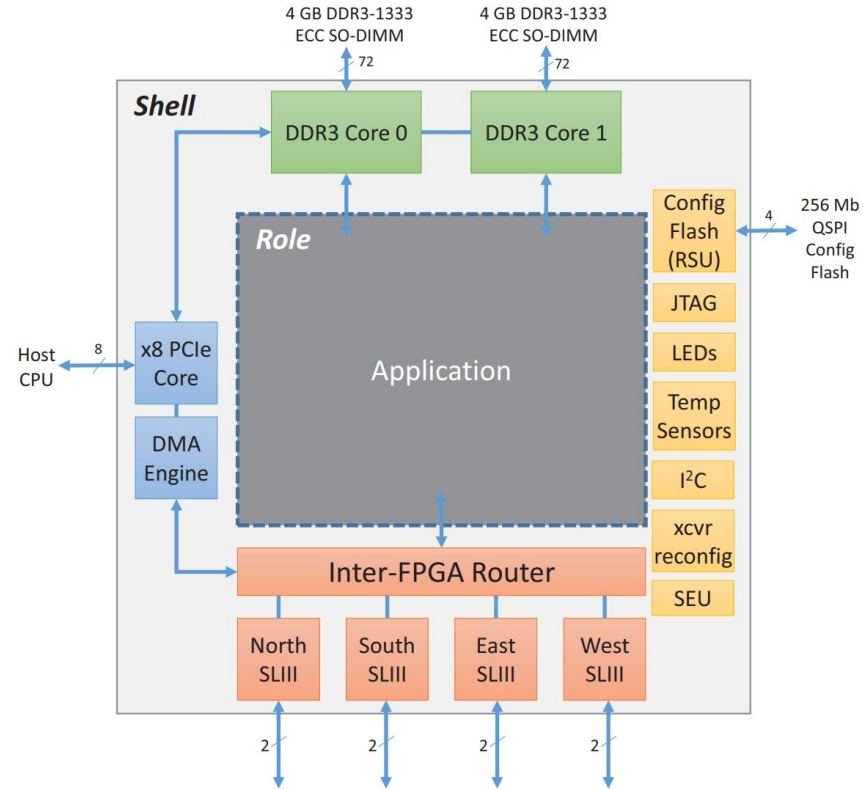 4 GB DDR3-1333
ECC SO-DIMM
4 GB DDR3-1333
ECC SO-DIMM
72
72
Shell
DDR3 Core 0
DDR3 Core 1
Role
Config
Flash
(RSU)
4
256 Mb
QSPI
Config
Flash
JTAG
LEDs
Host
CPU
8
x8 PCIe
Core
Application
Temp
Sensors
DMA
Engine
I²C
xcvr
reconfig
Inter-FPGA Router
SEU
North
SLIII
South
SLIII
East
SLIII
West
SLIII
2
2
2
2